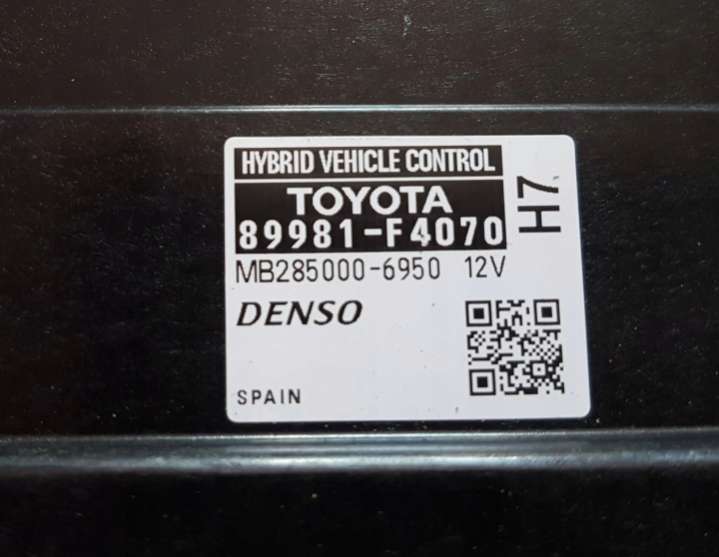 HYBRID VEHICLE CONTROL
TOYOTA
89981-F4070
H7
MB285000-6950 12V
DENSO
SPAIN